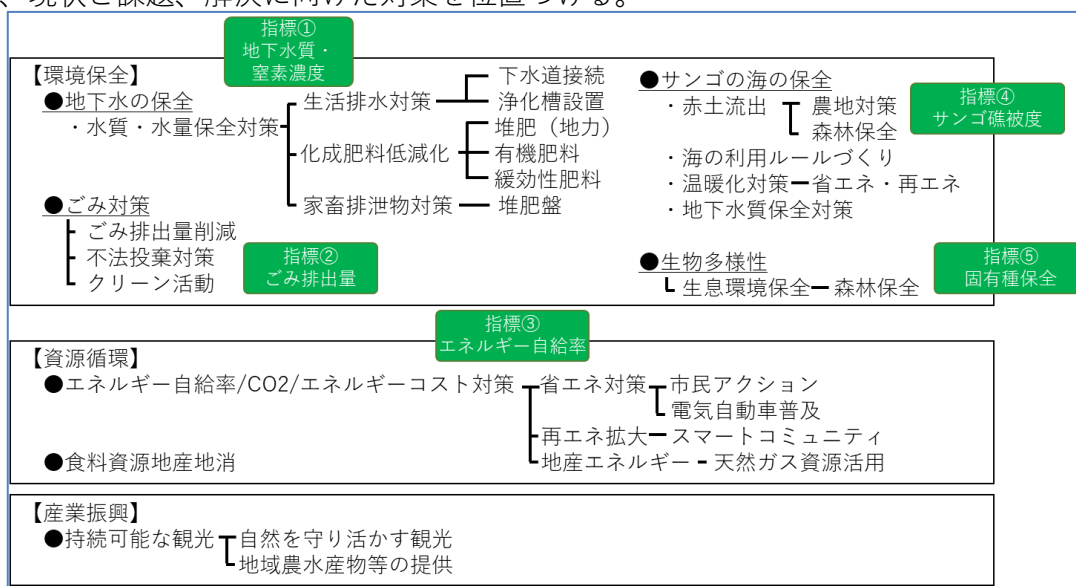 、現状と課題、解決に向けた対策を位置づける。
指標①
地下水質・
窒素濃度
【環境保全】
●地下水の保全
・水質・水量保全対策
生活排水対策
下水道接続
浄化槽設置
化成肥料低減化
堆肥（地力）
有機肥料
緩効性肥料
家畜排泄物対策
堆肥盤
●ごみ対策
ごみ排出量削減
不法投棄対策
クリーン活動
指標②
ごみ排出量
●サンゴの海の保全
・赤土流出
農地対策
森林保全
・海の利用ルールづくり
・温暖化対策
省エネ・再エネ
・地下水質保全対策
指標④
サンゴ礁被度
●生物多様性
生息環境保全
森林保全
指標⑤
固有種保全
指標③
エネルギー自給率
【資源循環】
●エネルギー自給率/CO2/エネルギーコスト対策
省エネ対策
市民アクション
電気自動車普及
再エネ拡大
スマートコミュニティ
地産エネルギー
天然ガス資源活用
●食料資源地産地消
【産業振興】
●持続可能な観光
自然を守り活かす観光
地域農水産物等の提供